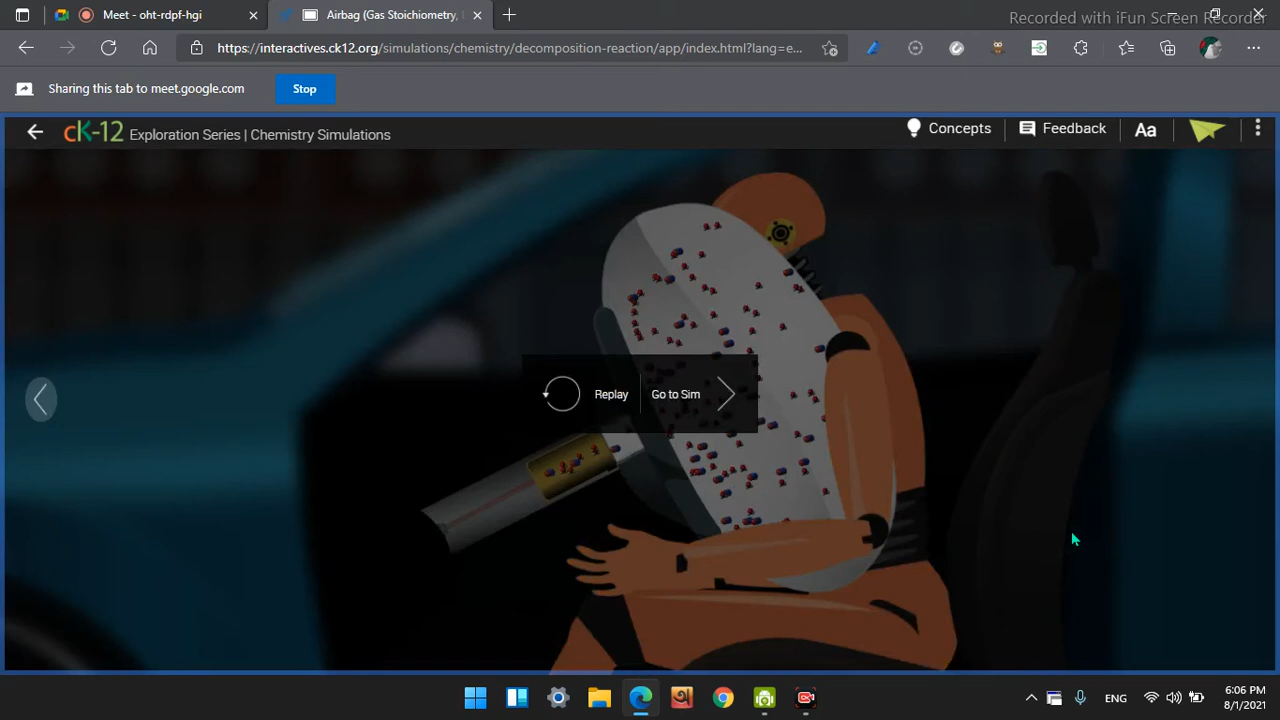 Meet - oht-rdpf-hgi
Airbag (Gas Stoichiometry, L
Recorded with iFun Screen Recorder
https://interactives.ck12.org/simulations/chemistry/decomposition-reaction/app/index.html?lang=e...
Sharing this tab to meet.google.com
Stop
cK-12 Exploration Series | Chemistry Simulations
Concepts
Feedback
Aa
Replay
Go to Sim
ENG
6:06 PM
8/1/2021